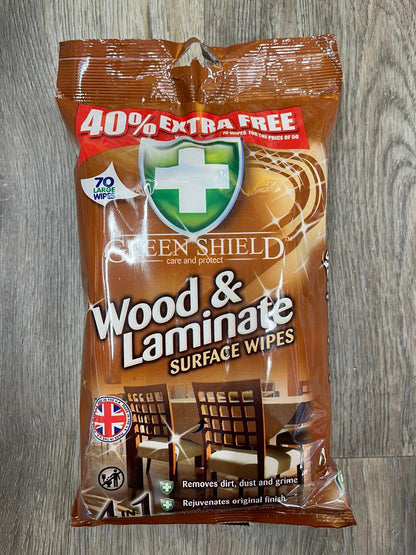 40% EXTRA FREE
70 WIPES FOR THE PRICE OF 50
70
LARGE
WIPES
GREEN SHIELD™
care and protect
Wood &
Laminate
SURFACE WIPES
Removes dirt, dust and grime
Rejuvenates original finish
4 IN 1